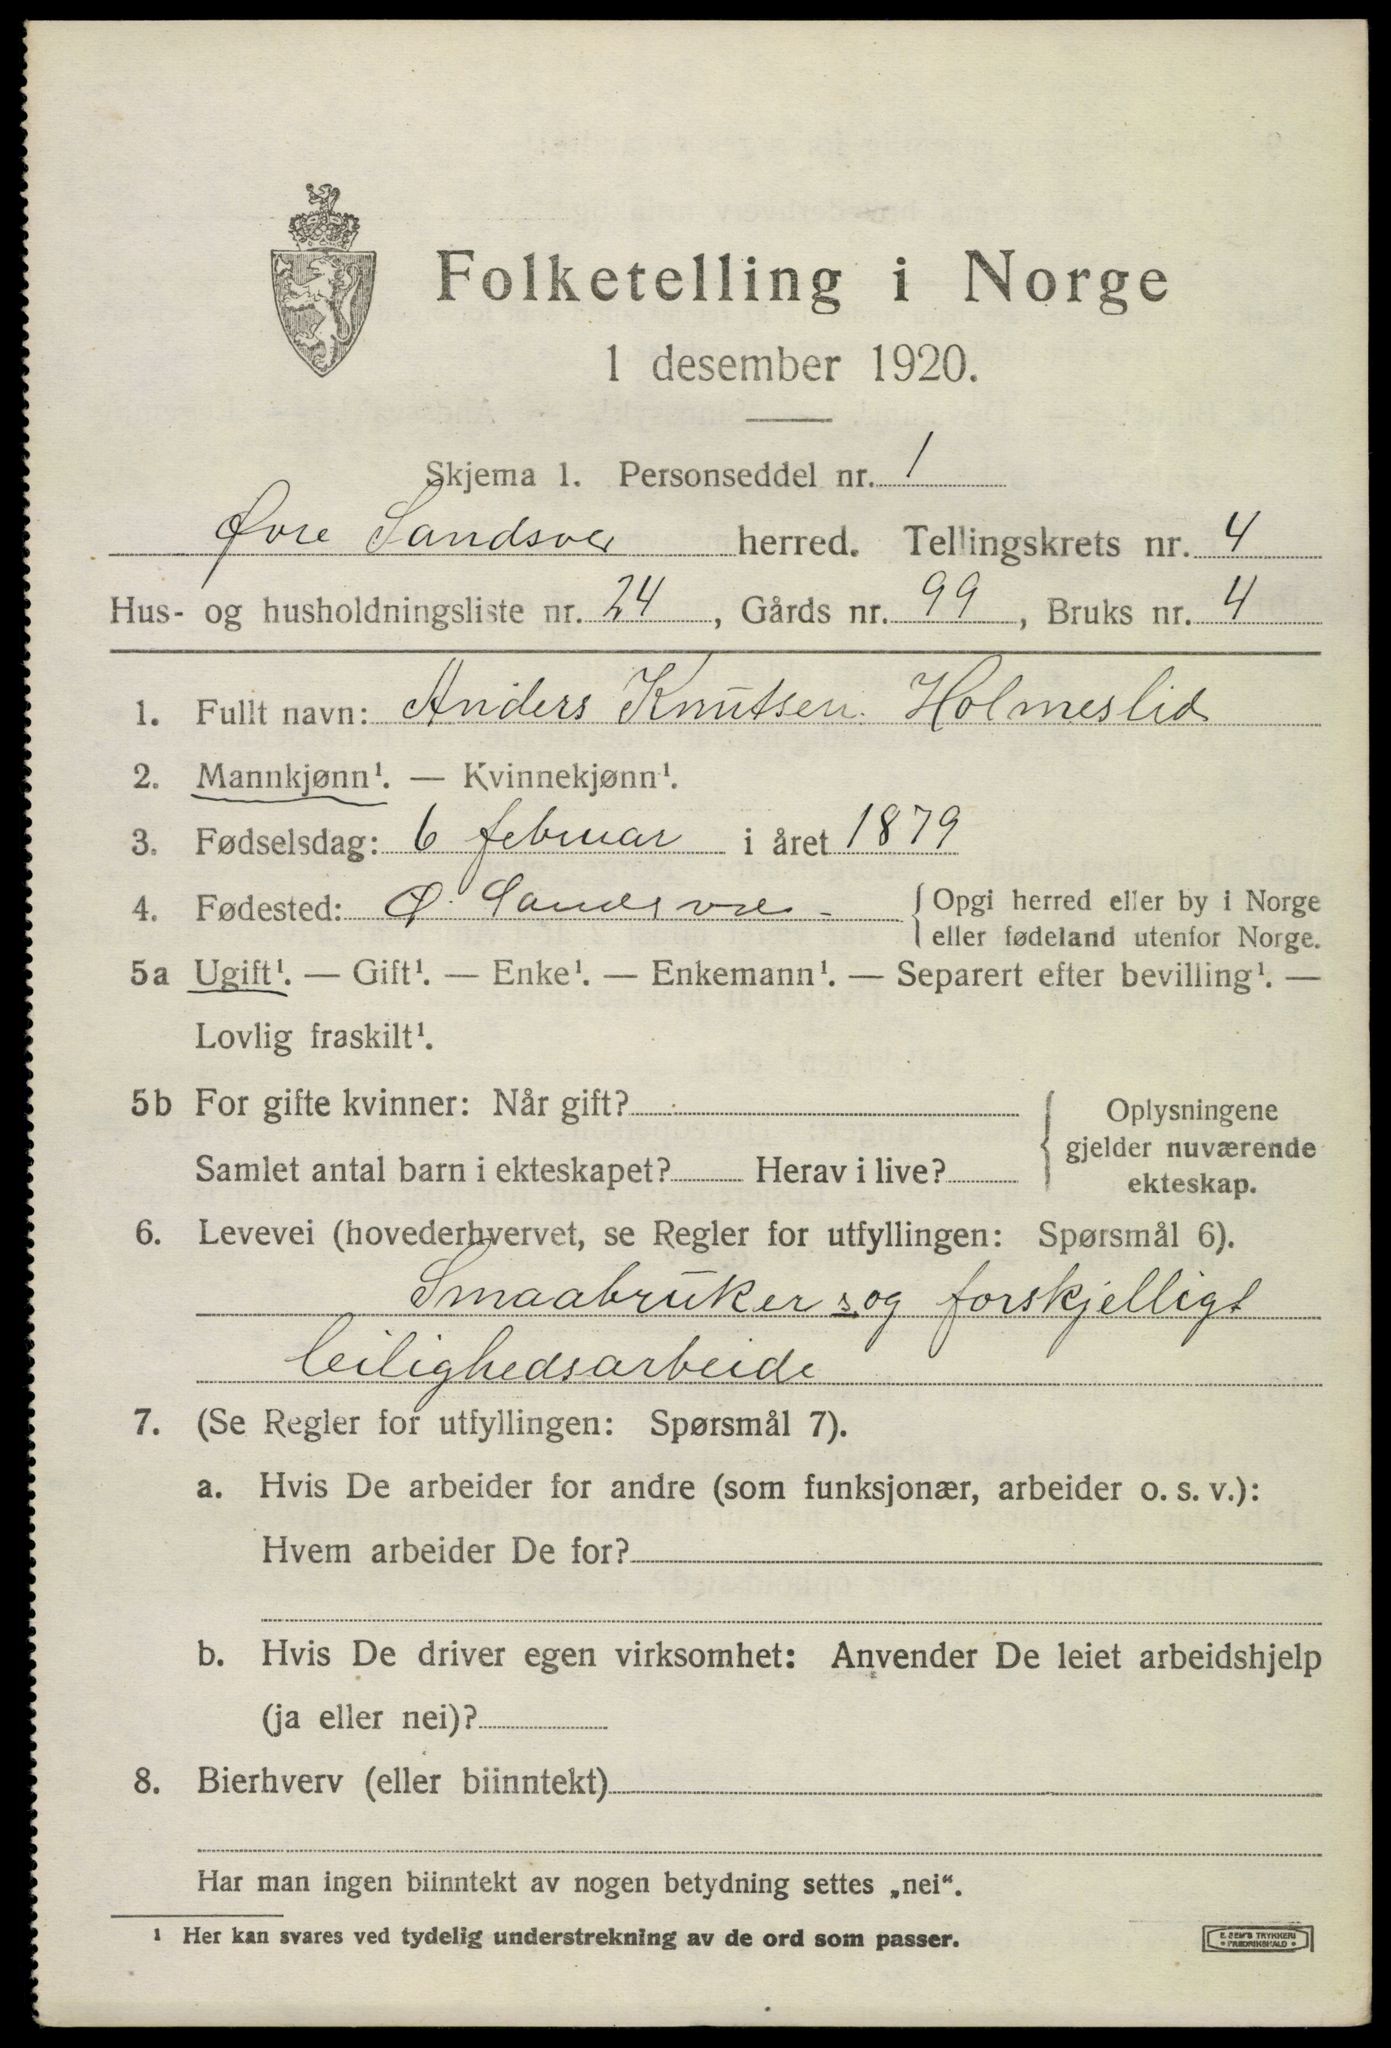 Folketelling i Norge
1 desember 1920.
Skjema 1. Personseddel nr. 1
Øvre Sandsver herred. Tellingskrets nr. 4
Hus- og husholdningsliste nr. 24, Gårds nr. 99, Bruks nr. 4
1. Fullt navn: Anders Knutsen Holmeslid
2. Mannkjønn¹. — Kvinnekjønn¹.
3. Fødselsdag: 6 februar i året 1879
4. Fødested: Ø. Sandsver - { Opgi herred eller by i Norge
eller fødeland utenfor Norge.
5a Ugift¹. — Gift¹. — Enke¹. — Enkemann¹. — Separert efter bevilling¹. —
Lovlig fraskilt¹.
5b For gifte kvinner: Når gift?
Samlet antal barn i ekteskapet? Herav i live?
{ Oplysningene
gjelder nuværende
ekteskap.
6. Levevei (hovederhvervet, se Regler for utfyllingen: Spørsmål 6).
Smaabruker s, og forskjelligt
leilighedsarbeide
7. (Se Regler for utfyllingen: Spørsmål 7).
a. Hvis De arbeider for andre (som funksjonær, arbeider o. s. v.):
Hvem arbeider De for?
b. Hvis De driver egen virksomhet: Anvender De leiet arbeidshjelp
(ja eller nei)?
8. Bierhverv (eller biinntekt)
Har man ingen biinntekt av nogen betydning settes „nei“.
¹ Her kan svares ved tydelig understrekning av de ord som passer.
E. SEM'S TRYKKERI
• FREDRIKSHALD •